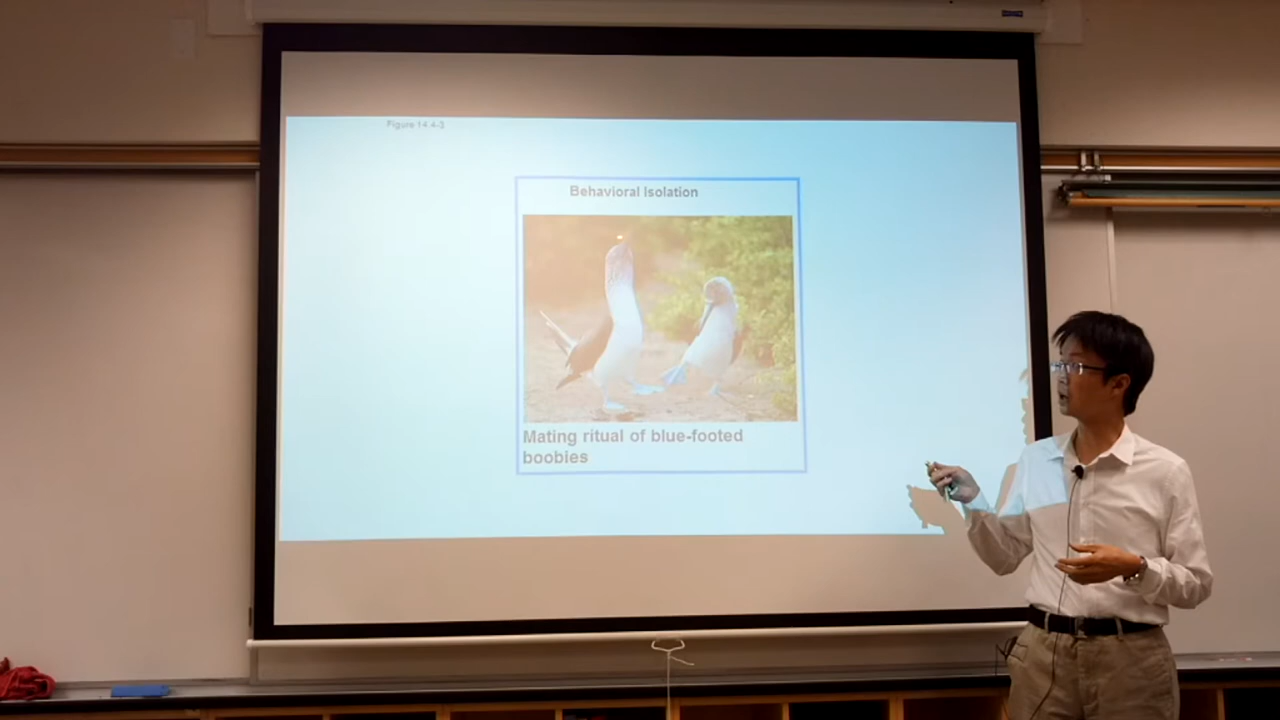 Figure 14.4-3
Behavioral Isolation
Mating ritual of blue-footed
boobies